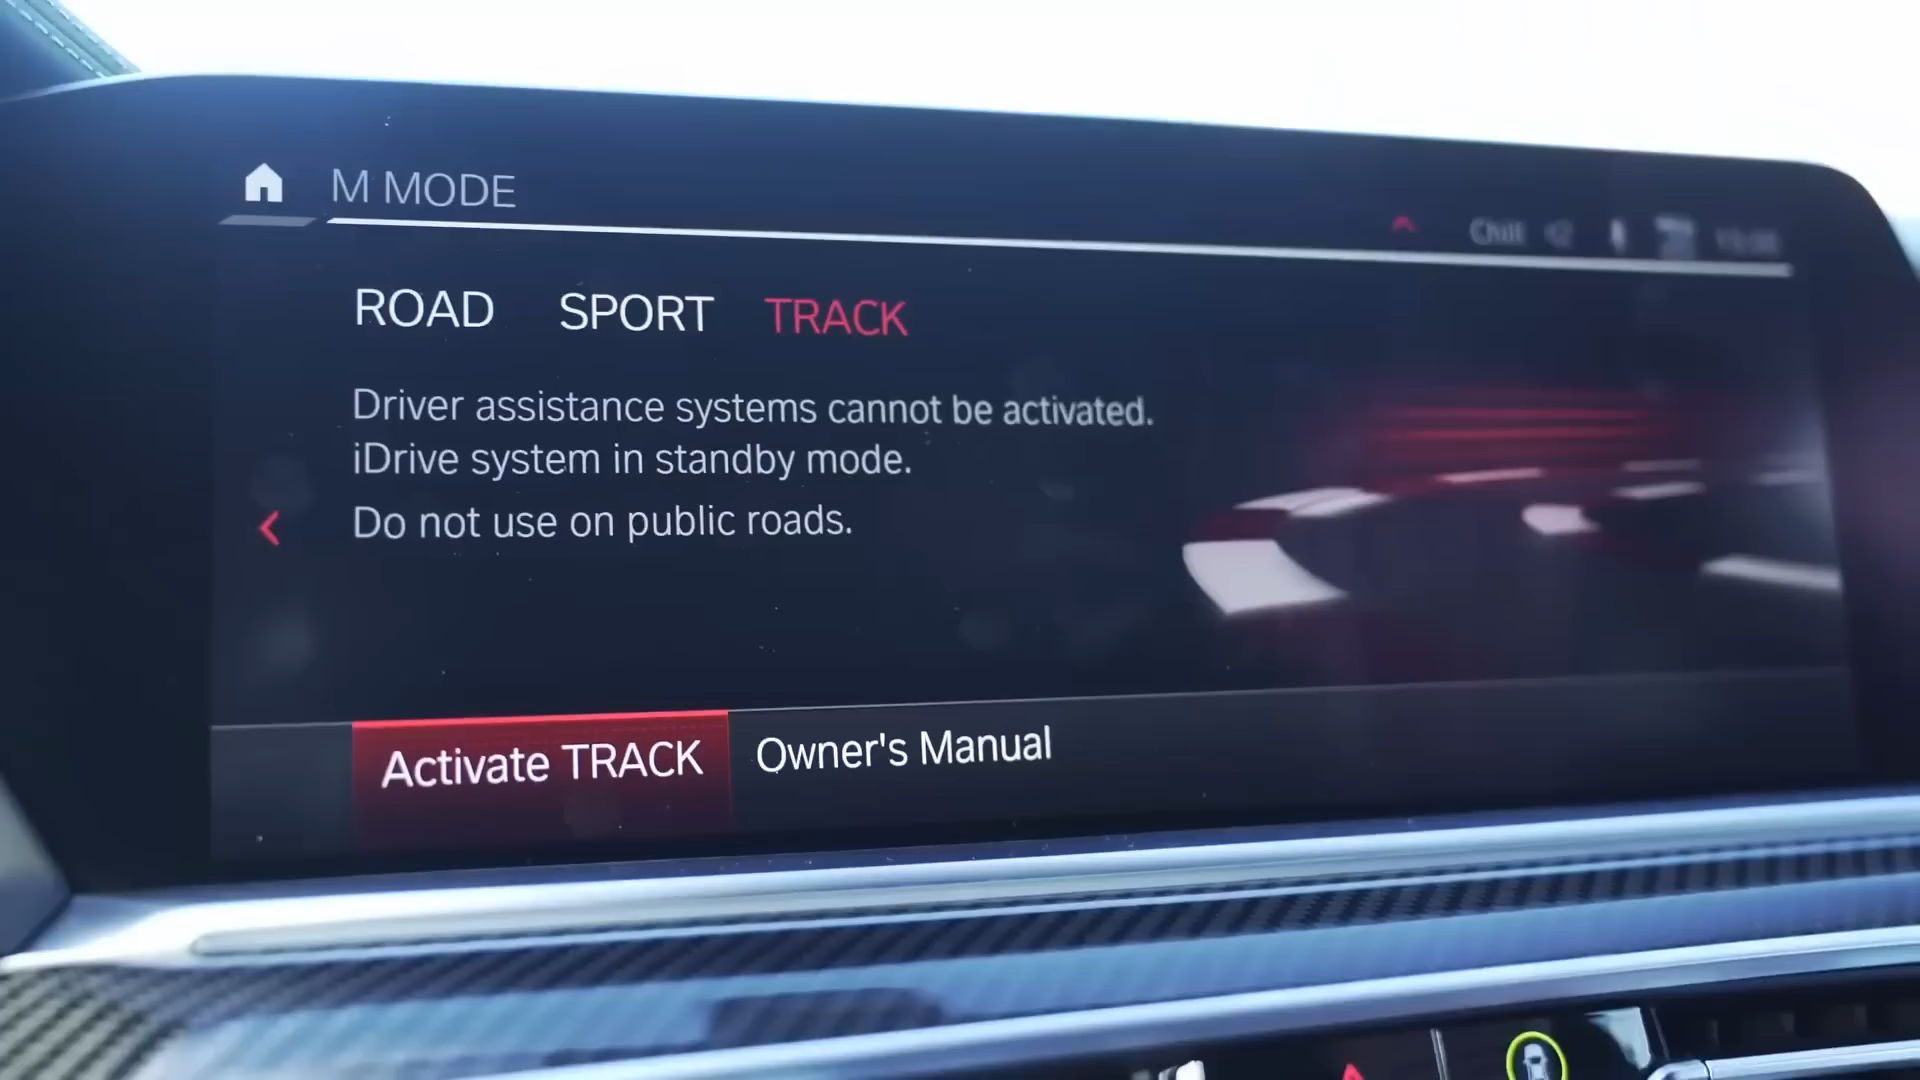 M MODE
Chill
ROAD SPORT TRACK
Driver assistance systems cannot be activated.
iDrive system in standby mode.
Do not use on public roads.
Activate TRACK Owner's Manual